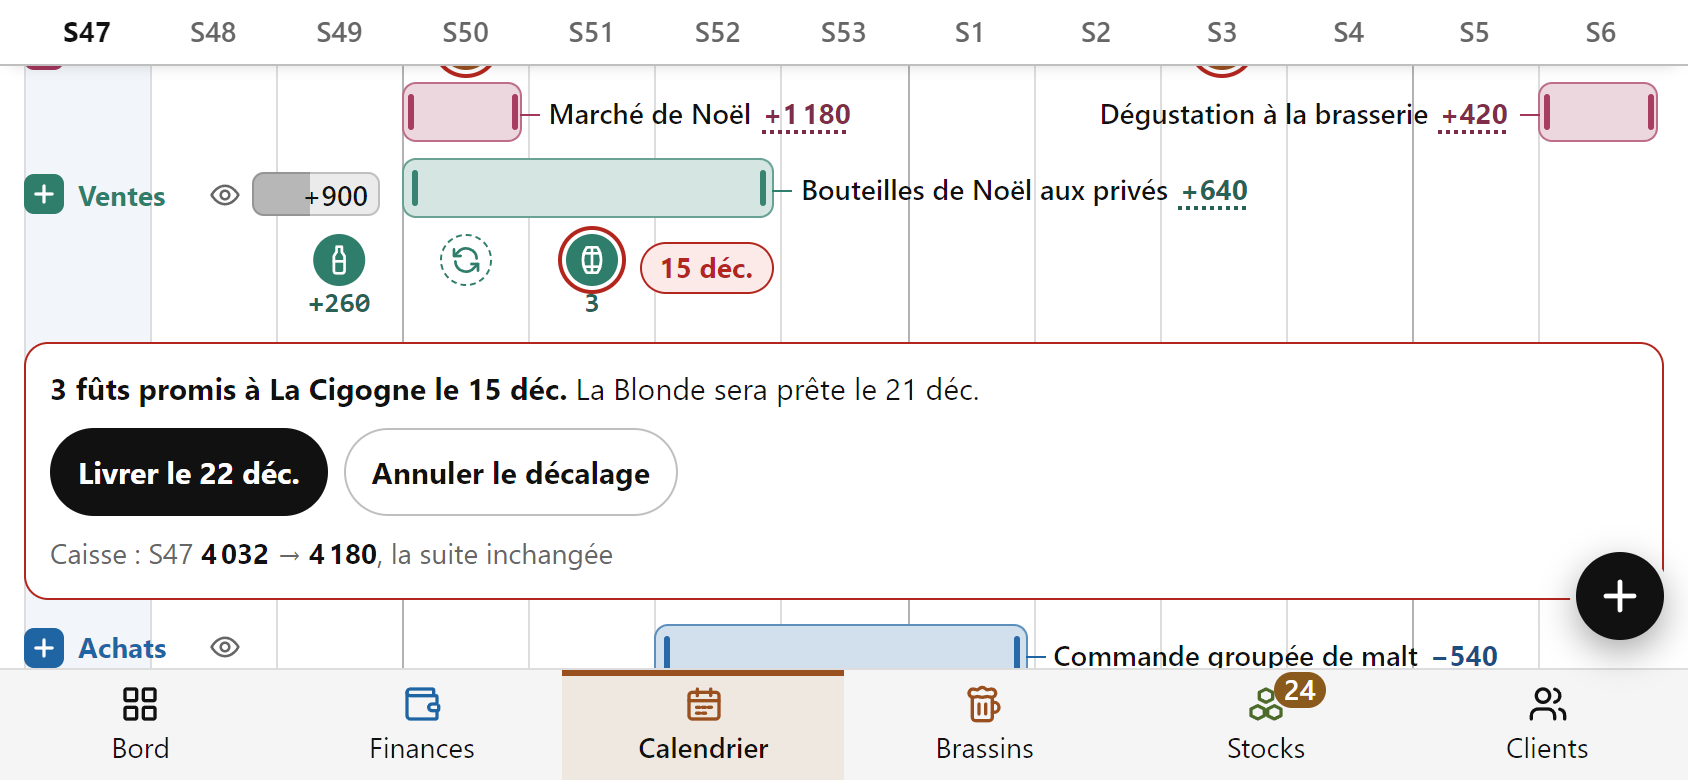 S47 S48 S49 S50 S51 S52 S53 S1 S2 S3 S4 S5 S6
Marché de Noël +1 180
Dégustation à la brasserie +420
Ventes
+900
Bouteilles de Noël aux privés +640
15 déc.
+260
3
3 fûts promis à La Cigogne le 15 déc. La Blonde sera prête le 21 déc.
Livrer le 22 déc.
Annuler le décalage
Caisse : S47 4 032 → 4 180, la suite inchangée
Achats
Commande groupée de malt −540
24
Bord
Finances
Calendrier
Brassins
Stocks
Clients